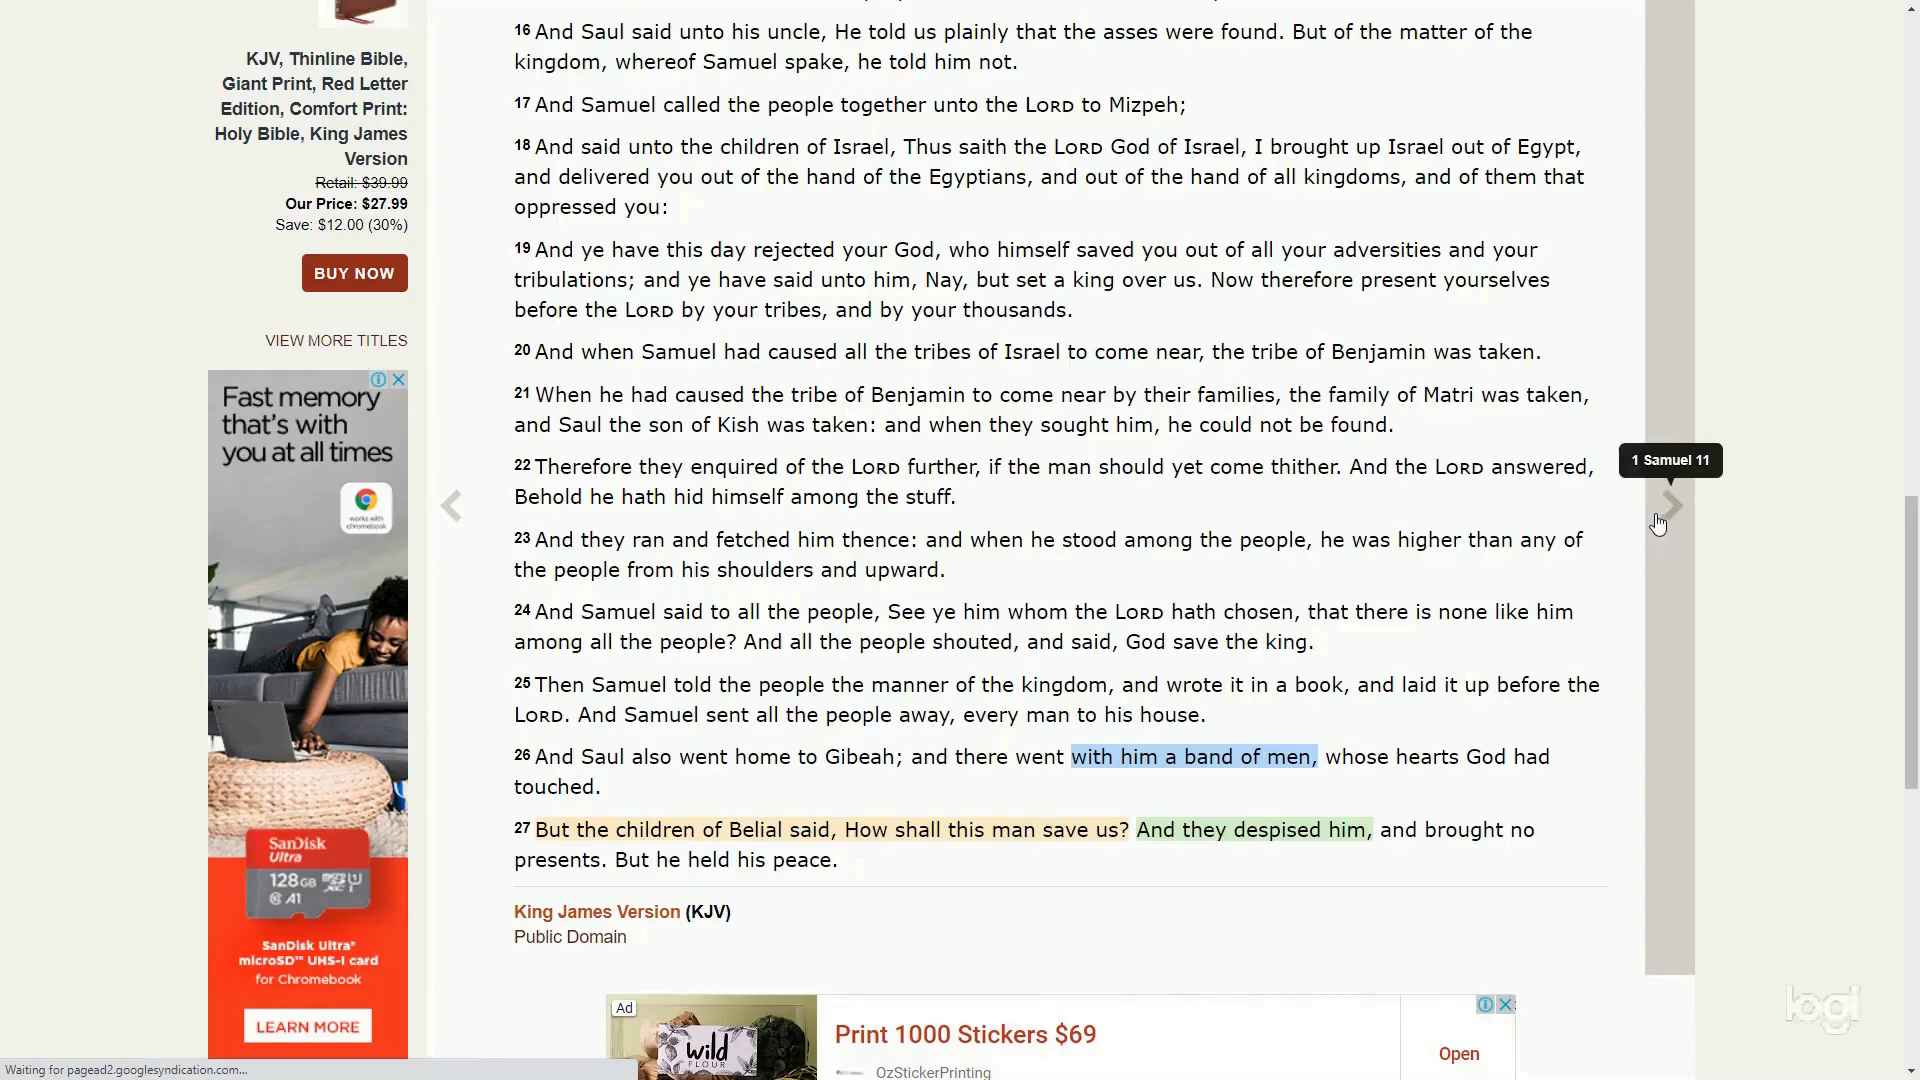 KJV, Thinline Bible,
Giant Print, Red Letter
Edition, Comfort Print:
Holy Bible, King James
Version
Retail: $39.99
Our Price: $27.99
Save: $12.00 (30%)
BUY NOW
VIEW MORE TITLES
Fast memory
that's with
you at all times
works with
chromebook
SanDisk
Ultra
128GB
A1
SanDisk Ultra®
microSD™ UHS-I card
for Chromebook
LEARN MORE
16 And Saul said unto his uncle, He told us plainly that the asses were found. But of the matter of the
kingdom, whereof Samuel spake, he told him not.
17 And Samuel called the people together unto the LORD to Mizpeh;
18 And said unto the children of Israel, Thus saith the LORD God of Israel, I brought up Israel out of Egypt,
and delivered you out of the hand of the Egyptians, and out of the hand of all kingdoms, and of them that
oppressed you:
19 And ye have this day rejected your God, who himself saved you out of all your adversities and your
tribulations; and ye have said unto him, Nay, but set a king over us. Now therefore present yourselves
before the LORD by your tribes, and by your thousands.
20 And when Samuel had caused all the tribes of Israel to come near, the tribe of Benjamin was taken.
21 When he had caused the tribe of Benjamin to come near by their families, the family of Matri was taken,
and Saul the son of Kish was taken: and when they sought him, he could not be found.
22 Therefore they enquired of the LORD further, if the man should yet come thither. And the LORD answered,
Behold he hath hid himself among the stuff.
23 And they ran and fetched him thence: and when he stood among the people, he was higher than any of
the people from his shoulders and upward.
24 And Samuel said to all the people, See ye him whom the LORD hath chosen, that there is none like him
among all the people? And all the people shouted, and said, God save the king.
25 Then Samuel told the people the manner of the kingdom, and wrote it in a book, and laid it up before the
LORD. And Samuel sent all the people away, every man to his house.
26 And Saul also went home to Gibeah; and there went with him a band of men, whose hearts God had
touched.
27 But the children of Belial said, How shall this man save us? And they despised him, and brought no
presents. But he held his peace.
King James Version (KJV)
Public Domain
1 Samuel 11
Ad
wild
FLOUR
Print 1000 Stickers $69
OzStickerPrinting
Open
logi
Waiting for pagead2.googlesyndication.com...